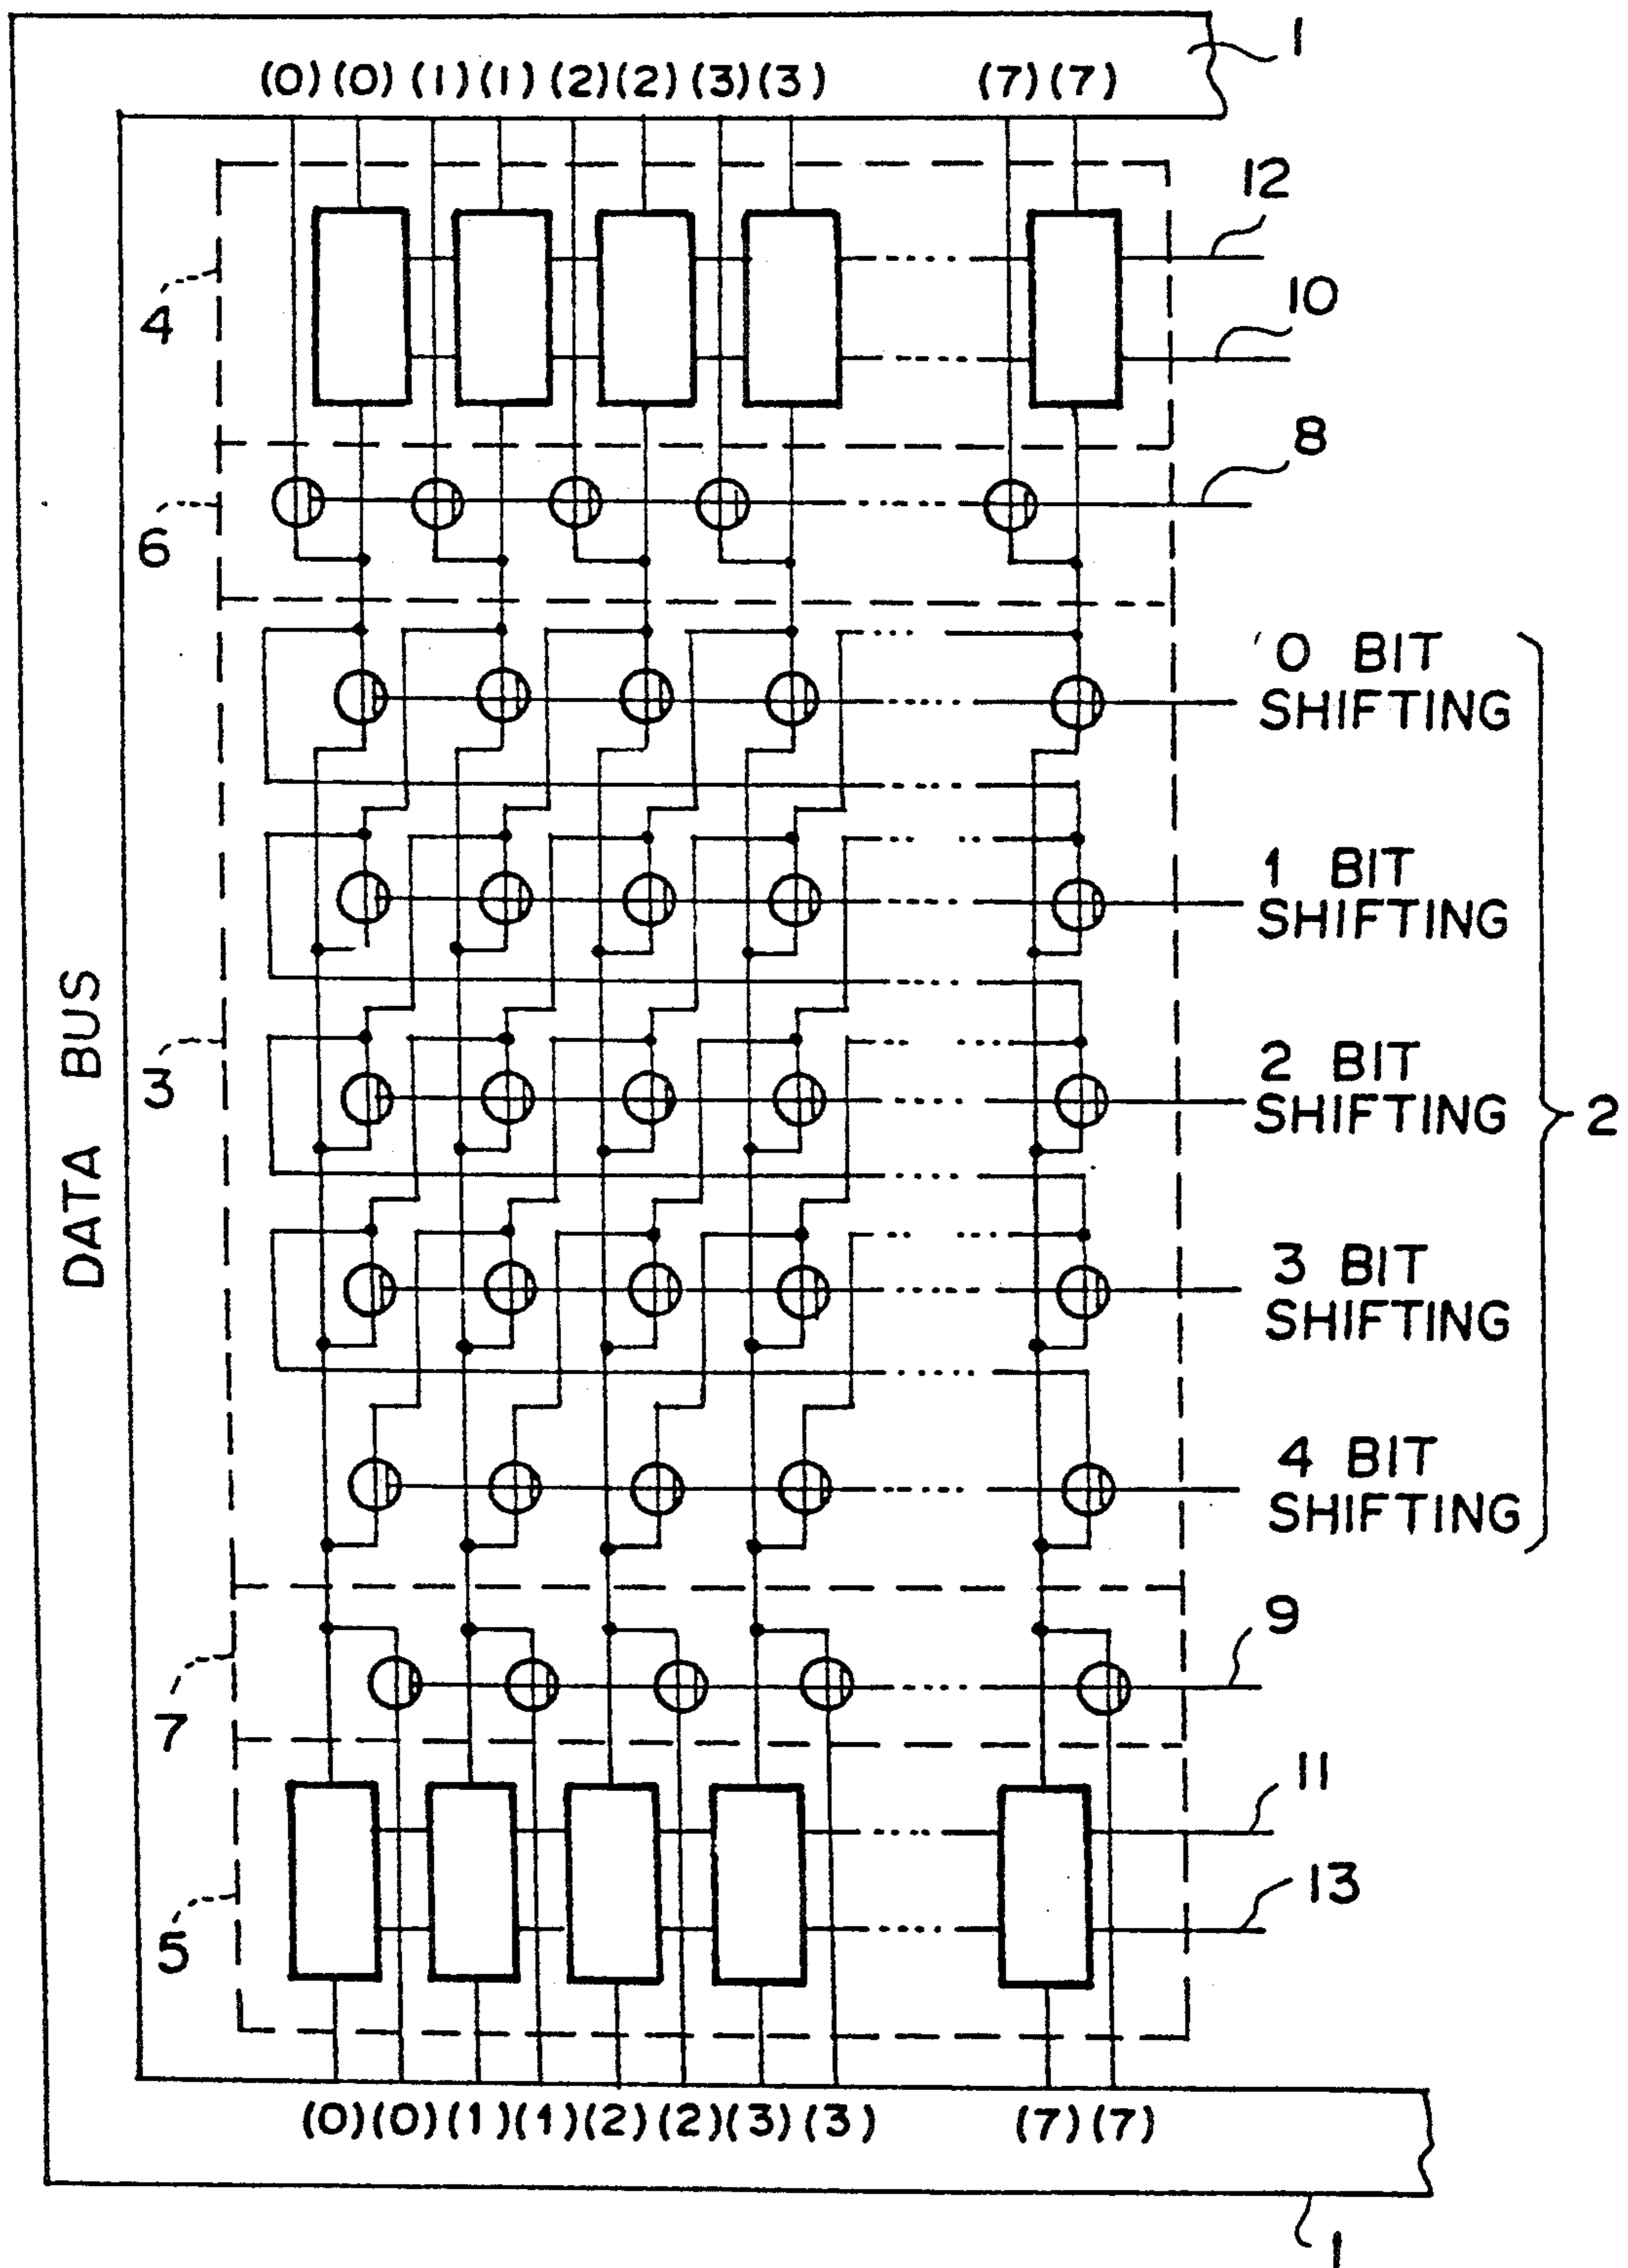 1
(0) (0) (1) (1) (2) (2) (3) (3) (7) (7)
12
4
10
8
6
0 BIT
SHIFTING
1 BIT
SHIFTING
DATA BUS
3
2 BIT
SHIFTING
2
3 BIT
SHIFTING
4 BIT
SHIFTING
9
7
11
13
5
(0) (0) (1) (1) (2) (2) (3) (3) (7) (7)
1